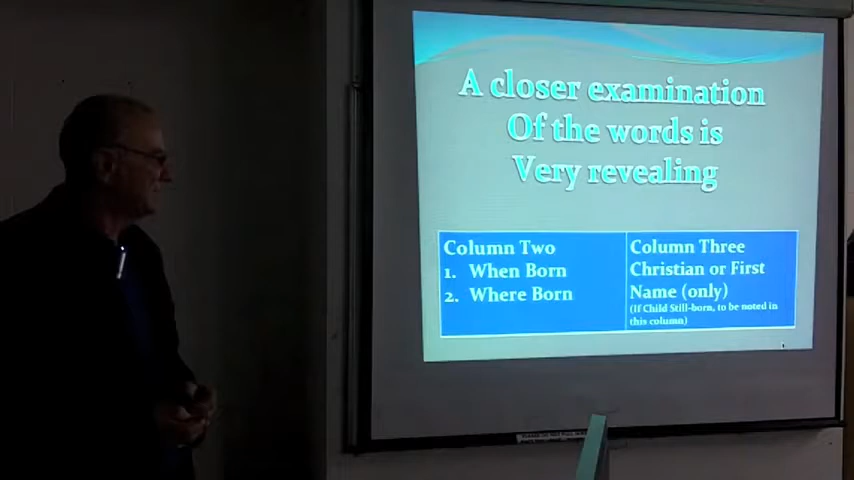 A closer examination
Of the words is
Very revealing
Column Two
1. When Born
2. Where Born
Column Three
Christian or First
Name (only)
(If Child Still-born, to be noted in
this column)